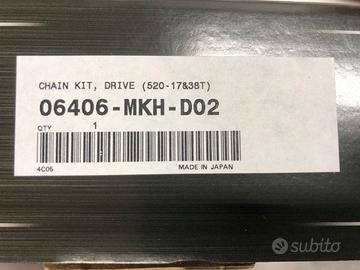 CHAIN KIT, DRIVE (520-17&38T)
06406-MKH-D02
QTY 1
4C05 MADE IN JAPAN
subito